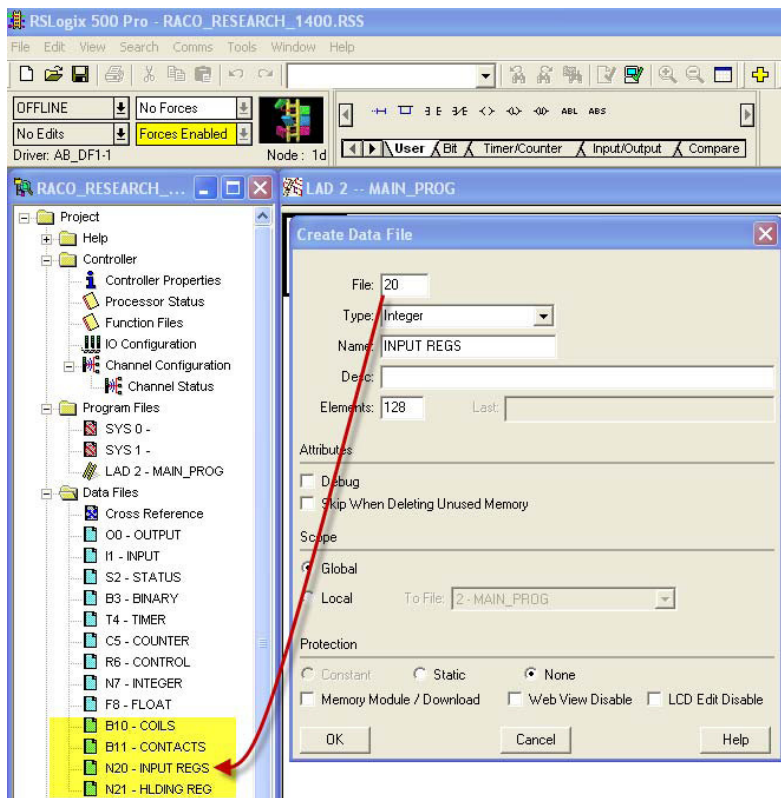 RSLogix 500 Pro - RACO_RESEARCH_1400.RSS
File Edit View Search Comms Tools Window Help
OFFLINE No Forces
No Edits Forces Enabled
Driver: AB_DF1-1 Node : 1d
ABL ABS
User Bit Timer/Counter Input/Output Compare
RACO_RESEARCH_...
Project
Help
Controller
Controller Properties
Processor Status
Function Files
IO Configuration
Channel Configuration
Channel Status
Program Files
SYS 0 -
SYS 1 -
LAD 2 - MAIN_PROG
Data Files
Cross Reference
O0 - OUTPUT
I1 - INPUT
S2 - STATUS
B3 - BINARY
T4 - TIMER
C5 - COUNTER
R6 - CONTROL
N7 - INTEGER
F8 - FLOAT
B10 - COILS
B11 - CONTACTS
N20 - INPUT REGS
N21 - HLDING REG
LAD 2 -- MAIN_PROG
Create Data File
File: 20
Type: Integer
Name: INPUT REGS
Desc:
Elements: 128 Last:
Attributes
Debug
Skip When Deleting Unused Memory
Scope
Global
Local To File: 2 - MAIN_PROG
Protection
Constant Static None
Memory Module / Download Web View Disable LCD Edit Disable
OK Cancel Help